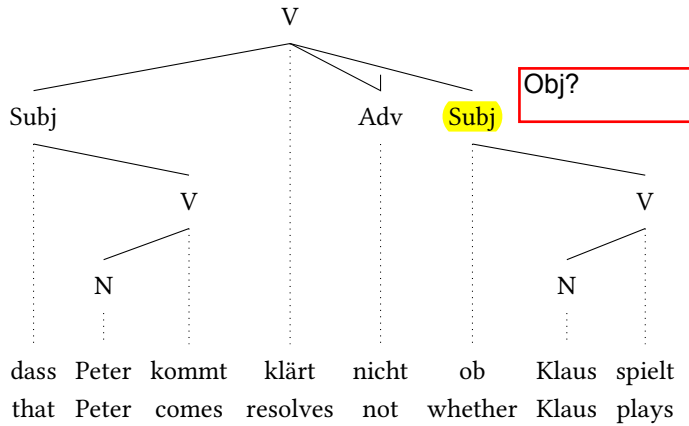 V
Obj?
Subj Adv Subj
V V
N N
dass Peter kommt klärt nicht ob Klaus spielt
that Peter comes resolves not whether Klaus plays